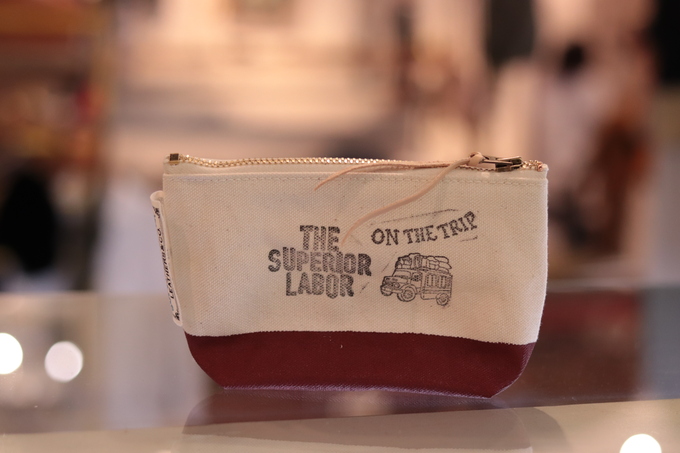 THE
SUPERIOR
LABOR
ON THE TRIP